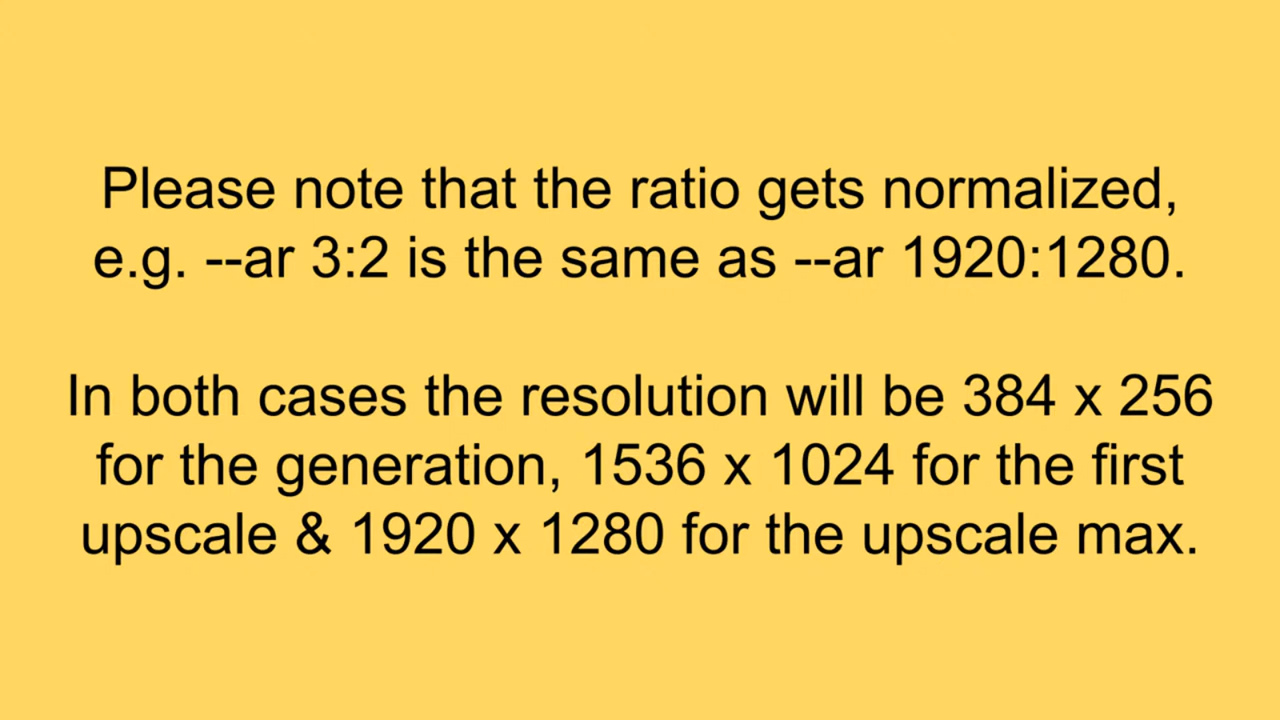 Please note that the ratio gets normalized,
e.g. --ar 3:2 is the same as --ar 1920:1280.
In both cases the resolution will be 384 x 256
for the generation, 1536 x 1024 for the first
upscale & 1920 x 1280 for the upscale max.